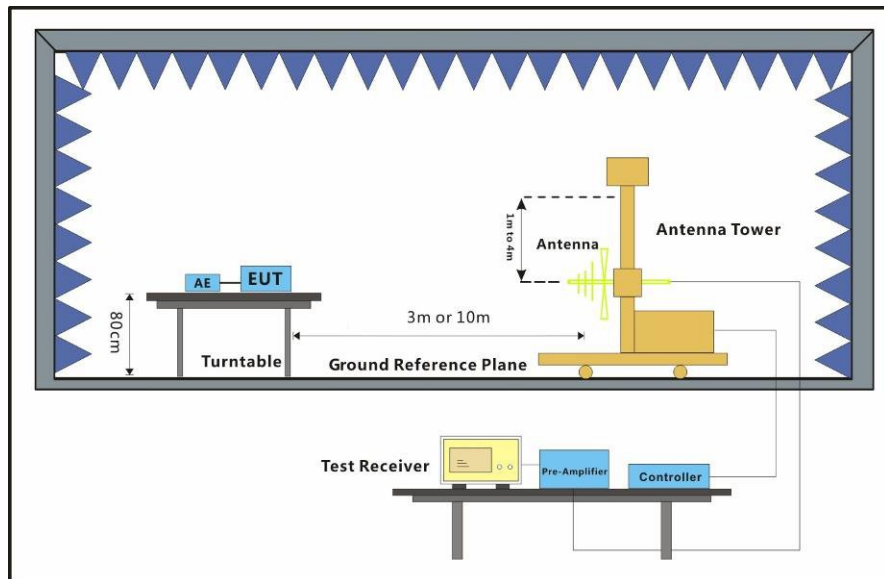 1m to 4m
Antenna
Antenna Tower
AE
EUT
80cm
3m or 10m
Turntable
Ground Reference Plane
Test Receiver
Pre-Amplifier
Controller